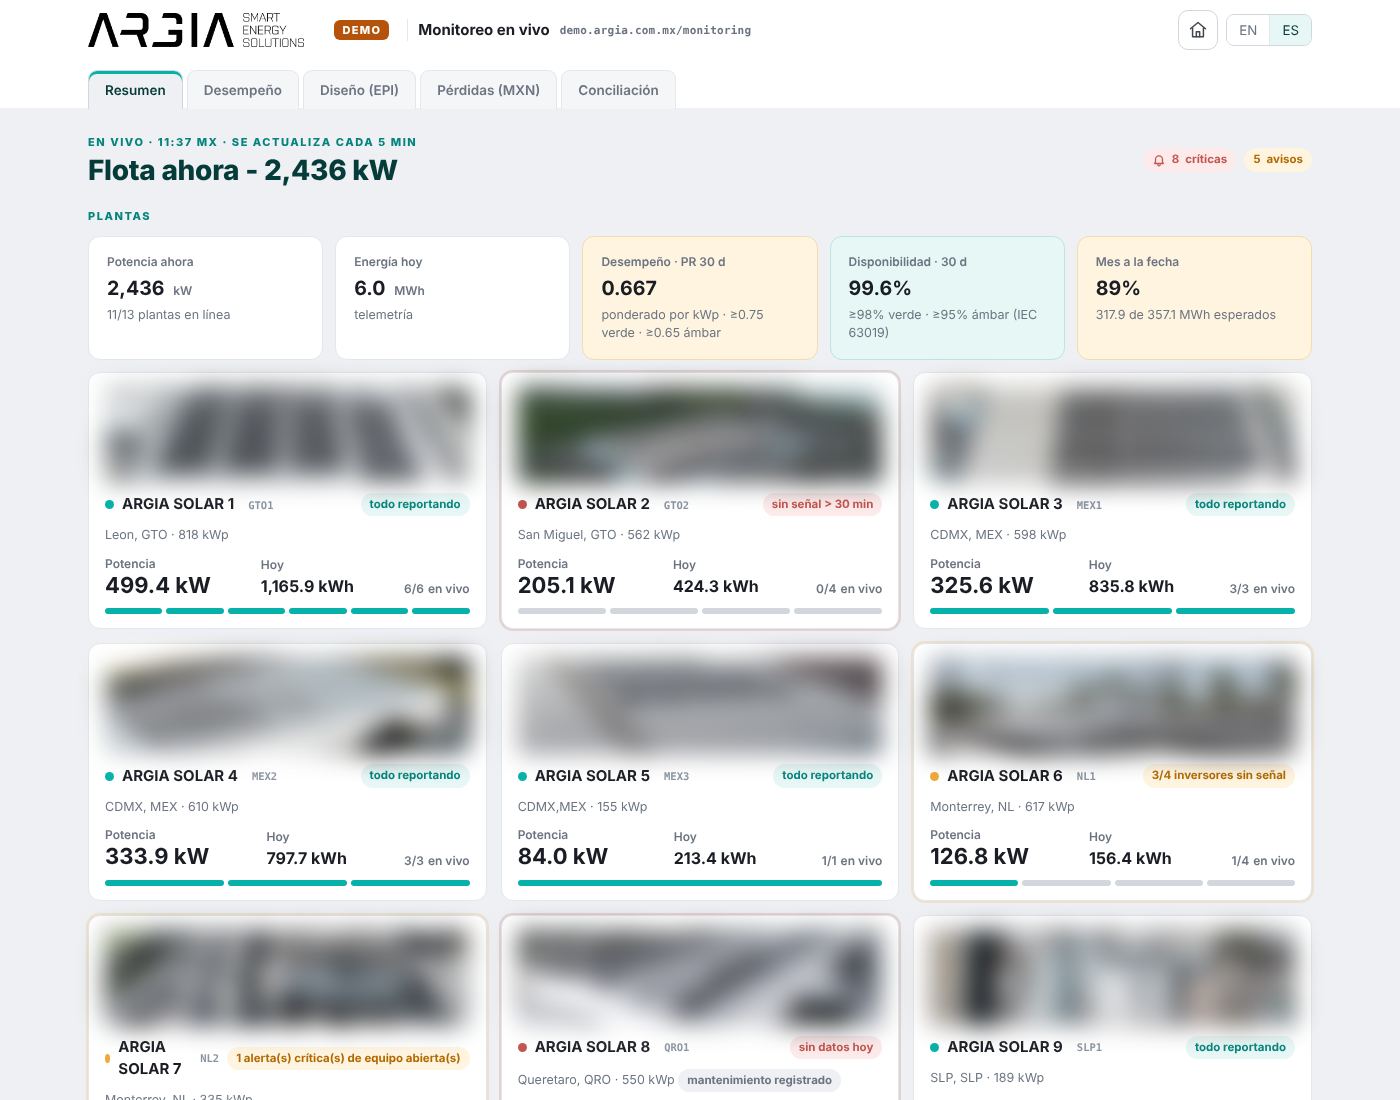 ARGIA SMART ENERGY SOLUTIONS
DEMO
Monitoreo en vivo demo.argia.com.mx/monitoring
EN ES
Resumen Desempeño Diseño (EPI) Pérdidas (MXN) Conciliación
EN VIVO · 11:37 MX · SE ACTUALIZA CADA 5 MIN
Flota ahora - 2,436 kW
8 críticas 5 avisos
PLANTAS
Potencia ahora
2,436 kW
11/13 plantas en línea
Energía hoy
6.0 MWh
telemetría
Desempeño · PR 30 d
0.667
ponderado por kWp · ≥0.75
verde · ≥0.65 ámbar
Disponibilidad · 30 d
99.6%
≥98% verde · ≥95% ámbar (IEC
63019)
Mes a la fecha
89%
317.9 de 357.1 MWh esperados
ARGIA SOLAR 1 GTO1 todo reportando
Leon, GTO · 818 kWp
Potencia Hoy
499.4 kW 1,165.9 kWh 6/6 en vivo
ARGIA SOLAR 2 GTO2 sin señal > 30 min
San Miguel, GTO · 562 kWp
Potencia Hoy
205.1 kW 424.3 kWh 0/4 en vivo
ARGIA SOLAR 3 MEX1 todo reportando
CDMX, MEX · 598 kWp
Potencia Hoy
325.6 kW 835.8 kWh 3/3 en vivo
ARGIA SOLAR 4 MEX2 todo reportando
CDMX, MEX · 610 kWp
Potencia Hoy
333.9 kW 797.7 kWh 3/3 en vivo
ARGIA SOLAR 5 MEX3 todo reportando
CDMX,MEX · 155 kWp
Potencia Hoy
84.0 kW 213.4 kWh 1/1 en vivo
ARGIA SOLAR 6 NL1 3/4 inversores sin señal
Monterrey, NL · 617 kWp
Potencia Hoy
126.8 kW 156.4 kWh 1/4 en vivo
ARGIA
SOLAR 7 NL2 1 alerta(s) crítica(s) de equipo abierta(s)
Monterrey, NL · 335 kWp
ARGIA SOLAR 8 QRO1 sin datos hoy
Queretaro, QRO · 550 kWp mantenimiento registrado
ARGIA SOLAR 9 SLP1 todo reportando
SLP, SLP · 189 kWp